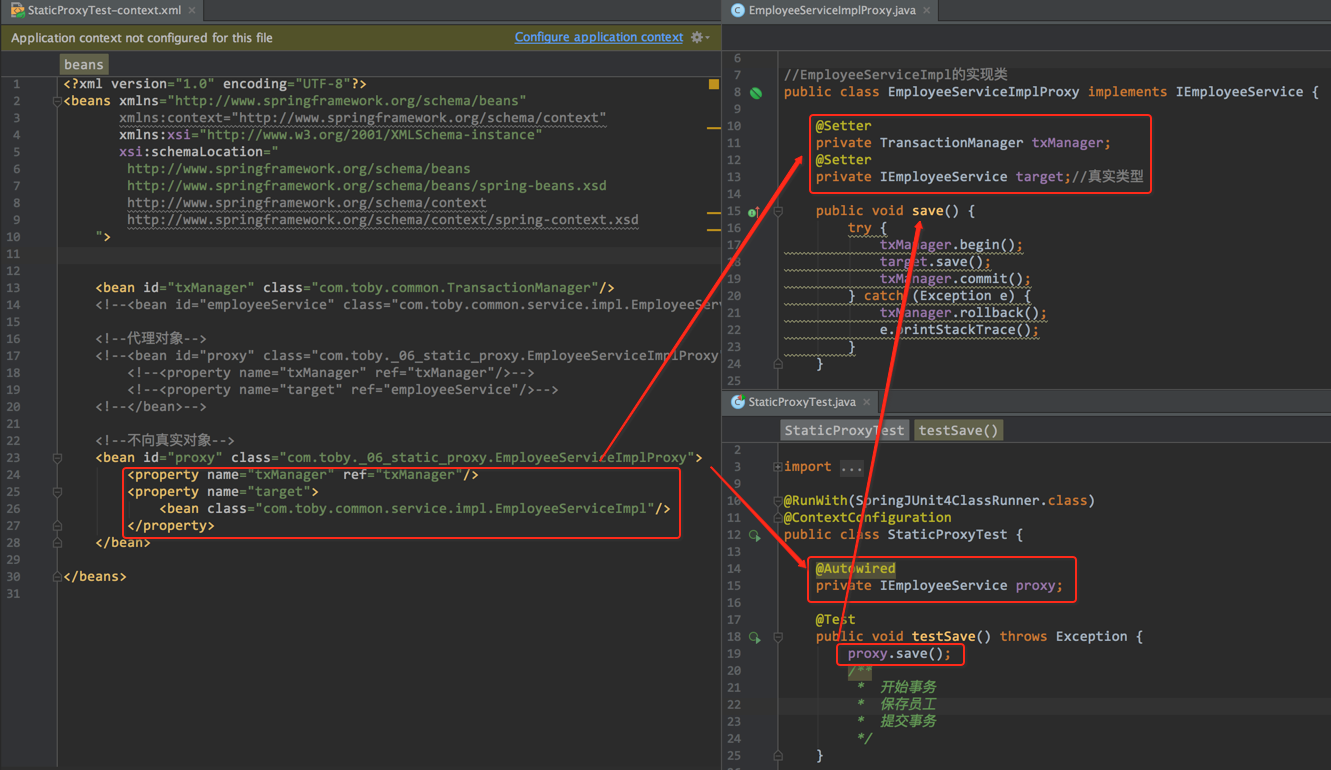 StaticProxyTest-context.xml
Application context not configured for this file
Configure application context
beans
1 <?xml version="1.0" encoding="UTF-8"?>
2 <beans xmlns="http://www.springframework.org/schema/beans"
3 xmlns:context="http://www.springframework.org/schema/context"
4 xmlns:xsi="http://www.w3.org/2001/XMLSchema-instance"
5 xsi:schemaLocation="
6 http://www.springframework.org/schema/beans
7 http://www.springframework.org/schema/beans/spring-beans.xsd
8 http://www.springframework.org/schema/context
9 http://www.springframework.org/schema/context/spring-context.xsd
10 ">
11
12
13 <bean id="txManager" class="com.toby.common.TransactionManager"/>
14 <!--<bean id="employeeService" class="com.toby.common.service.impl.EmployeeServ
15
16 <!--代理对象-->
17 <!--<bean id="proxy" class="com.toby._06_static_proxy.EmployeeServiceImplProxy
18 <!--<property name="txManager" ref="txManager"/>-->
19 <!--<property name="target" ref="employeeService"/>-->
20 <!--</bean>-->
21
22 <!--不向真实对象-->
23 <bean id="proxy" class="com.toby._06_static_proxy.EmployeeServiceImplProxy">
24 <property name="txManager" ref="txManager"/>
25 <property name="target">
26 <bean class="com.toby.common.service.impl.EmployeeServiceImpl"/>
27 </property>
28 </bean>
29
30 </beans>
31
EmployeeServiceImplProxy.java
6
7 //EmployeeServiceImpl的实现类
8 public class EmployeeServiceImplProxy implements IEmployeeService {
9
10 @Setter
11 private TransactionManager txManager;
12 @Setter
13 private IEmployeeService target;//真实类型
14
15 public void save() {
16 try {
17 txManager.begin();
18 target.save();
19 txManager.commit();
20 } catch (Exception e) {
21 txManager.rollback();
22 e.printStackTrace();
23 }
24 }
25
StaticProxyTest.java
StaticProxyTest testSave()
2
3 import ...
9
10 @RunWith(SpringJUnit4ClassRunner.class)
11 @ContextConfiguration
12 public class StaticProxyTest {
13
14 @Autowired
15 private IEmployeeService proxy;
16
17 @Test
18 public void testSave() throws Exception {
19 proxy.save();
20 /**
21 * 开始事务
22 * 保存员工
23 * 提交事务
24 */
25 }